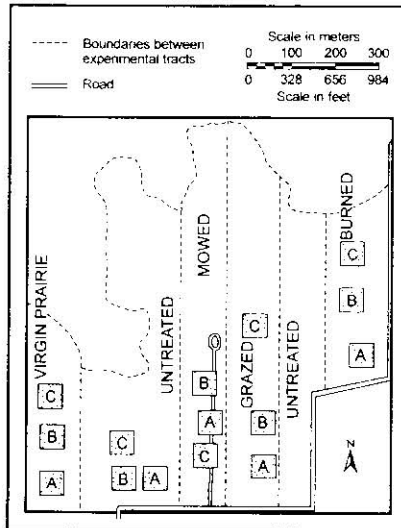 Boundaries between
experimental tracts
Road
Scale in meters
0 100 200 300
0 328 656 984
Scale in feet
VIRGIN PRAIRIE
UNTREATED
MOWED
GRAZED
UNTREATED
BURNED
C
B
A
C
B
A
B
A
C
C
B
A
C
B
A
N